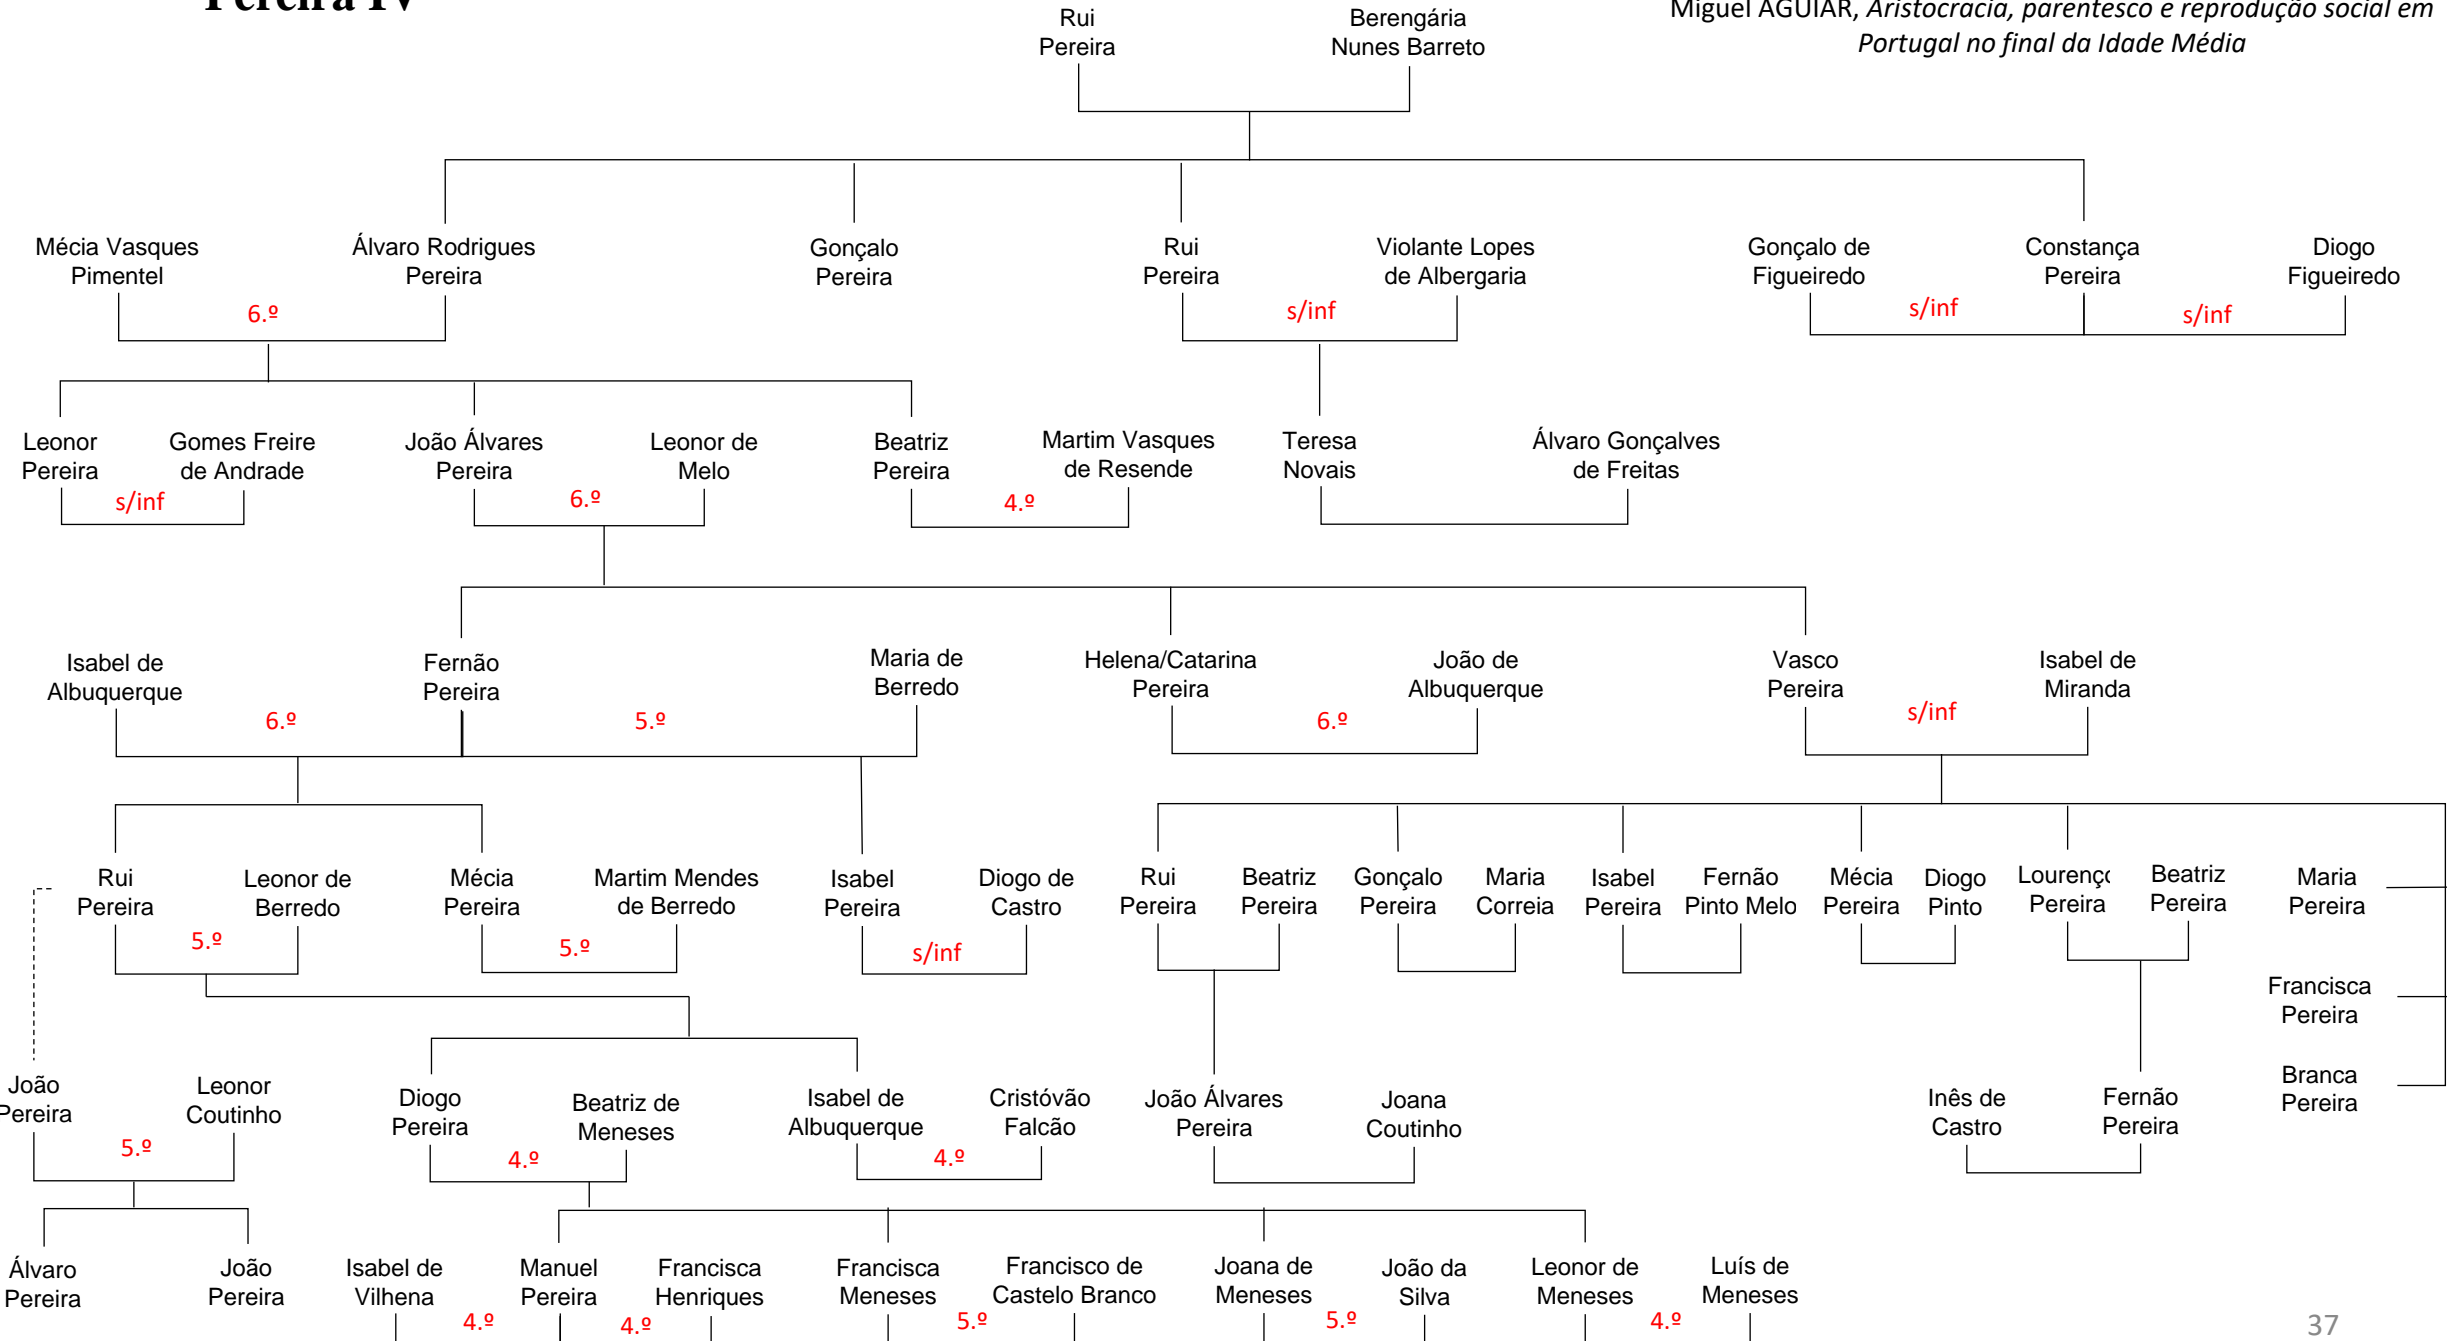 Pereira IV
Miguel AGUIAR, Aristocracia, parentesco e reprodução social em
Portugal no final da Idade Média
Rui
Pereira
Berengária
Nunes Barreto
Mécia Vasques
Pimentel
Álvaro Rodrigues
Pereira
Gonçalo
Pereira
Rui
Pereira
Violante Lopes
de Albergaria
Gonçalo de
Figueiredo
Constança
Pereira
Diogo
Figueiredo
6.º
s/inf
s/inf
s/inf
Leonor
Pereira
Gomes Freire
de Andrade
João Álvares
Pereira
Leonor de
Melo
Beatriz
Pereira
Martim Vasques
de Resende
Teresa
Novais
Álvaro Gonçalves
de Freitas
s/inf
6.º
4.º
Isabel de
Albuquerque
Fernão
Pereira
Maria de
Berredo
Helena/Catarina
Pereira
João de
Albuquerque
Vasco
Pereira
Isabel de
Miranda
6.º
5.º
6.º
s/inf
Rui
Pereira
Leonor de
Berredo
Mécia
Pereira
Martim Mendes
de Berredo
Isabel
Pereira
Diogo de
Castro
Rui
Pereira
Beatriz
Pereira
Gonçalo
Pereira
Maria
Correia
Isabel
Pereira
Fernão
Pinto Melo
Mécia
Pereira
Diogo
Pinto
Lourenço
Pereira
Beatriz
Pereira
Maria
Pereira
5.º
5.º
s/inf
Francisca
Pereira
Branca
Pereira
João
Pereira
Leonor
Coutinho
Diogo
Pereira
Beatriz de
Meneses
Isabel de
Albuquerque
Cristóvão
Falcão
João Álvares
Pereira
Joana
Coutinho
Inês de
Castro
Fernão
Pereira
5.º
4.º
4.º
Álvaro
Pereira
João
Pereira
Isabel de
Vilhena
Manuel
Pereira
Francisca
Henriques
Francisca
Meneses
Francisco de
Castelo Branco
Joana de
Meneses
João da
Silva
Leonor de
Meneses
Luís de
Meneses
4.º
4.º
5.º
5.º
4.º
37